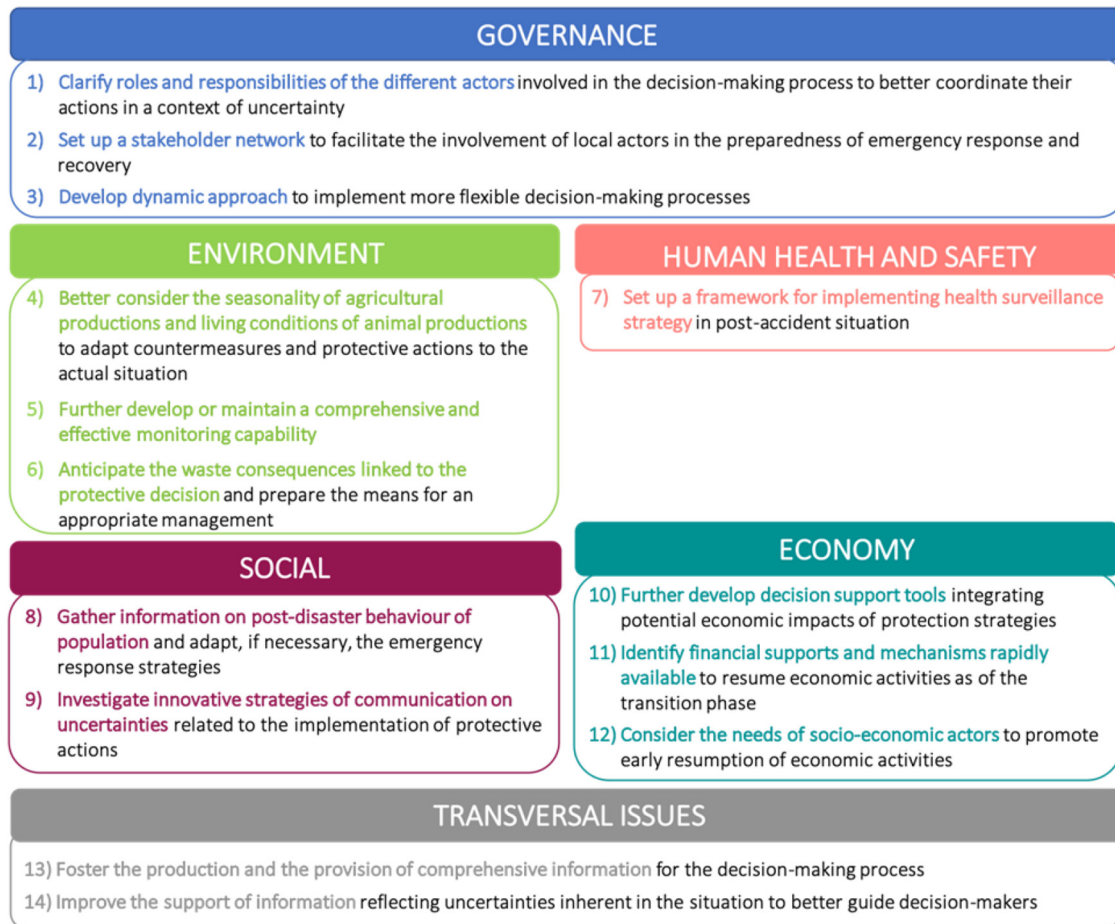 GOVERNANCE
1) Clarify roles and responsibilities of the different actors involved in the decision-making process to better coordinate their
actions in a context of uncertainty
2) Set up a stakeholder network to facilitate the involvement of local actors in the preparedness of emergency response and
recovery
3) Develop dynamic approach to implement more flexible decision-making processes
ENVIRONMENT
4) Better consider the seasonality of agricultural
productions and living conditions of animal productions
to adapt countermeasures and protective actions to the
actual situation
5) Further develop or maintain a comprehensive and
effective monitoring capability
6) Anticipate the waste consequences linked to the
protective decision and prepare the means for an
appropriate management
HUMAN HEALTH AND SAFETY
7) Set up a framework for implementing health surveillance
strategy in post-accident situation
SOCIAL
8) Gather information on post-disaster behaviour of
population and adapt, if necessary, the emergency
response strategies
9) Investigate innovative strategies of communication on
uncertainties related to the implementation of protective
actions
ECONOMY
10) Further develop decision support tools integrating
potential economic impacts of protection strategies
11) Identify financial supports and mechanisms rapidly
available to resume economic activities as of the
transition phase
12) Consider the needs of socio-economic actors to promote
early resumption of economic activities
TRANSVERSAL ISSUES
13) Foster the production and the provision of comprehensive information for the decision-making process
14) Improve the support of information reflecting uncertainties inherent in the situation to better guide decision-makers